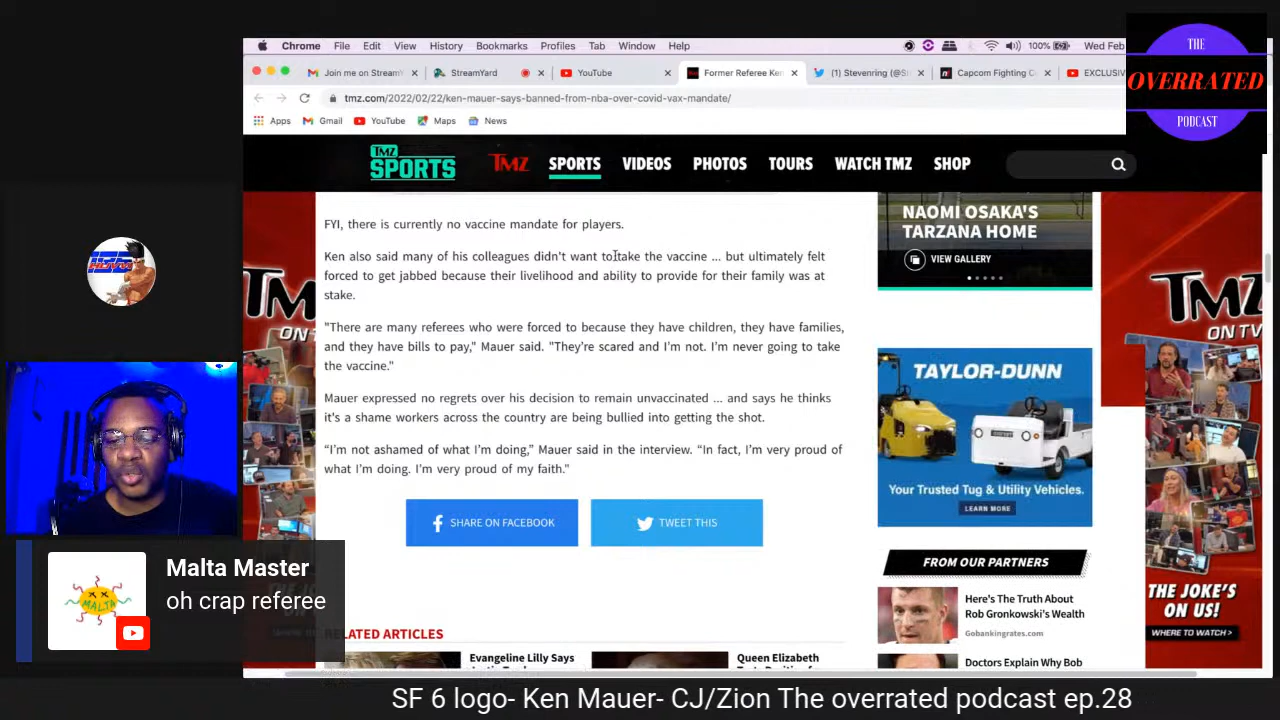 THE
OVERRATED
PODCAST
Chrome File Edit View History Bookmarks Profiles Tab Window Help
100%
Wed Feb
Join me on Stream
StreamYard
YouTube
Former Referee Ken
(1) Stevenring (@S
Capcom Fighting C
EXCLUSIV
tmz.com/2022/02/22/ken-mauer-says-banned-from-nba-over-covid-vax-mandate/
Apps Gmail YouTube Maps News
TMZ
SPORTS
TMZ SPORTS VIDEOS PHOTOS TOURS WATCH TMZ SHOP
FYI, there is currently no vaccine mandate for players.
Ken also said many of his colleagues didn't want to take the vaccine ... but ultimately felt
forced to get jabbed because their livelihood and ability to provide for their family was at
stake.
"There are many referees who were forced to because they have children, they have families,
and they have bills to pay," Mauer said. "They're scared and I'm not. I'm never going to take
the vaccine."
Mauer expressed no regrets over his decision to remain unvaccinated ... and says he thinks
it's a shame workers across the country are being bullied into getting the shot.
“I'm not ashamed of what I'm doing,” Mauer said in the interview. “In fact, I'm very proud of
what I'm doing. I'm very proud of my faith."
SHARE ON FACEBOOK
TWEET THIS
RELATED ARTICLES
Evangeline Lilly Says
Queen Elizabeth
NAOMI OSAKA'S
TARZANA HOME
VIEW GALLERY
TAYLOR-DUNN
Your Trusted Tug & Utility Vehicles.
LEARN MORE
FROM OUR PARTNERS
Here's The Truth About
Rob Gronkowski's Wealth
Gobankingrates.com
Doctors Explain Why Bob
TMZ
ON TV
THE JOKE'S
ON US!
WHERE TO WATCH >
MALTA
Malta Master
oh crap referee
SF 6 logo- Ken Mauer- CJ/Zion The overrated podcast ep.28